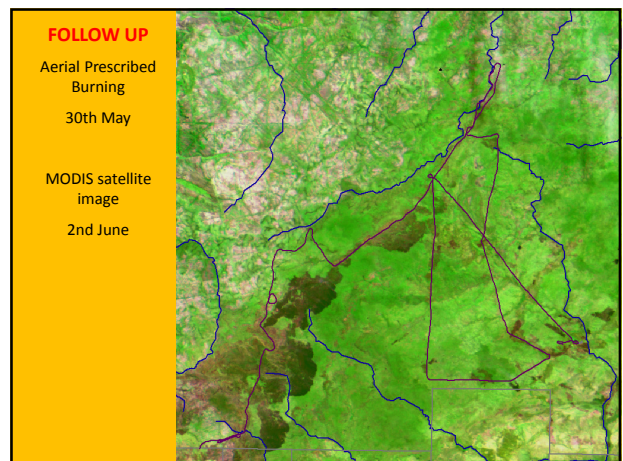 FOLLOW UP
Aerial Prescribed
Burning
30th May
MODIS satellite
image
2nd June